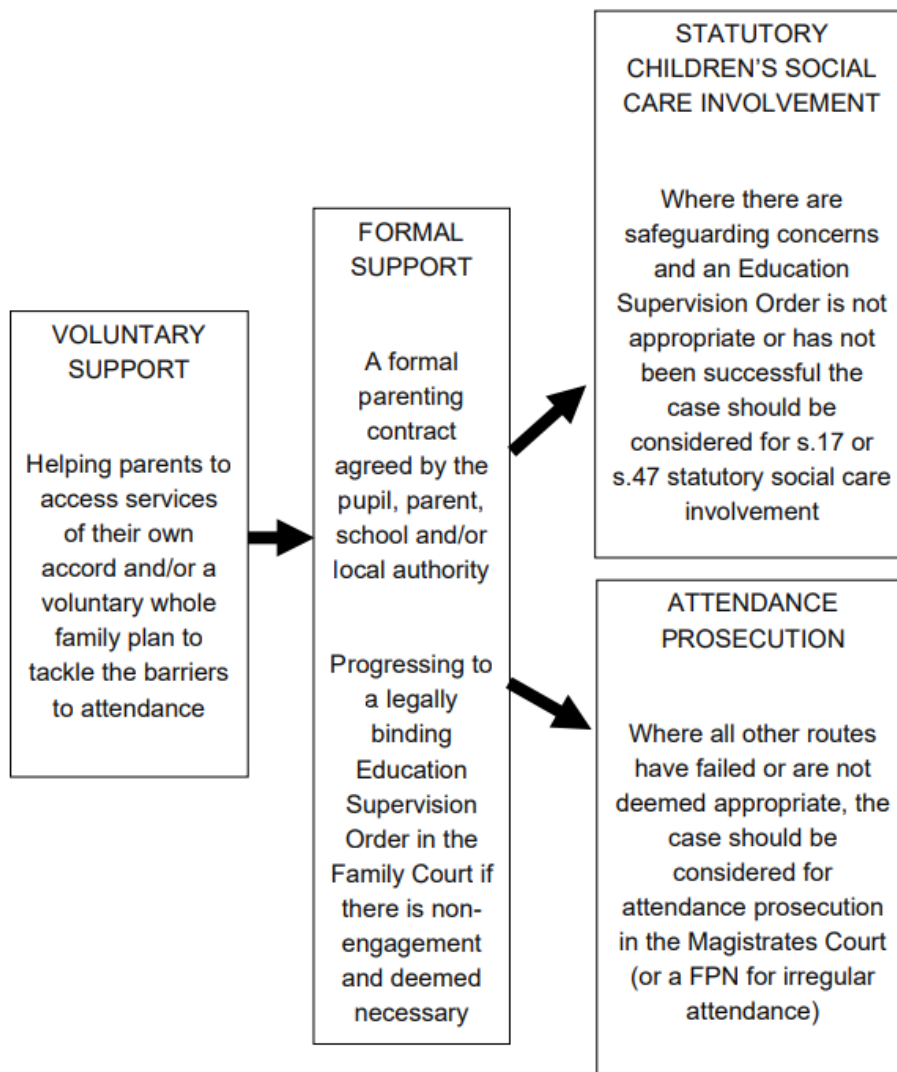 VOLUNTARY
SUPPORT
Helping parents to
access services
of their own
accord and/or a
voluntary whole
family plan to
tackle the barriers
to attendance
FORMAL
SUPPORT
A formal
parenting
contract
agreed by the
pupil, parent,
school and/or
local authority
Progressing to
a legally
binding
Education
Supervision
Order in the
Family Court if
there is non-
engagement
and deemed
necessary
STATUTORY
CHILDREN’S SOCIAL
CARE INVOLVEMENT
Where there are
safeguarding concerns
and an Education
Supervision Order is not
appropriate or has not
been successful the
case should be
considered for s.17 or
s.47 statutory social care
involvement
ATTENDANCE
PROSECUTION
Where all other routes
have failed or are not
deemed appropriate, the
case should be
considered for
attendance prosecution
in the Magistrates Court
(or a FPN for irregular
attendance)